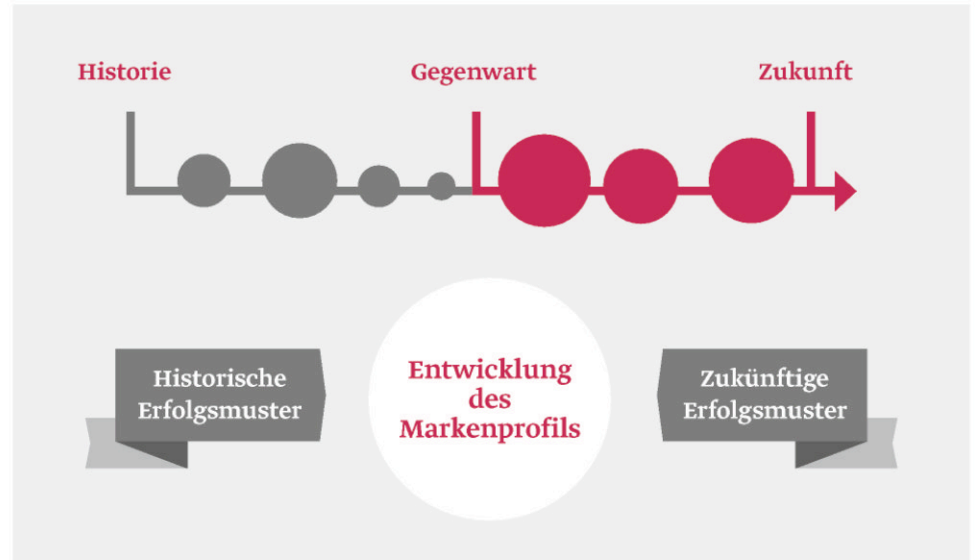 Historie
Gegenwart
Zukunft
Historische
Erfolgsmuster
Entwicklung
des
Markenprofils
Zukünftige
Erfolgsmuster